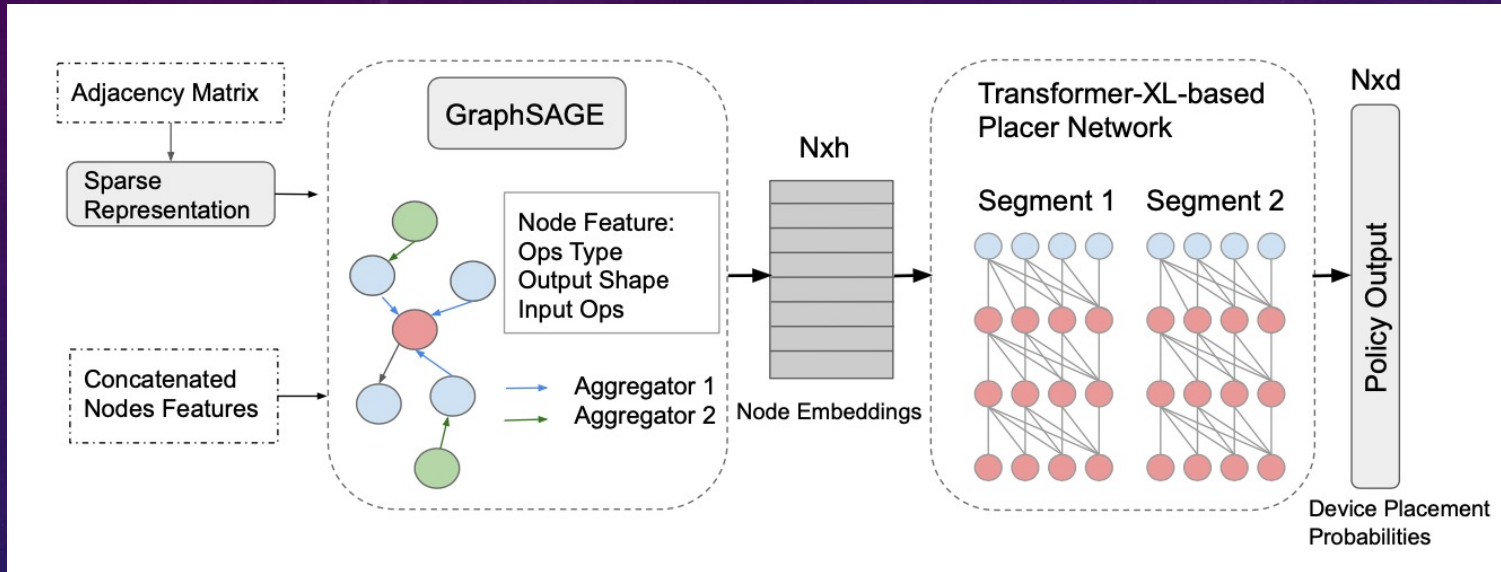 Adjacency Matrix
Sparse
Representation
Concatenated
Nodes Features
GraphSAGE
Node Feature:
Ops Type
Output Shape
Input Ops
Aggregator 1
Aggregator 2
Nxh
Node Embeddings
Transformer-XL-based
Placer Network
Segment 1
Segment 2
Nxd
Policy Output
Device Placement
Probabilities